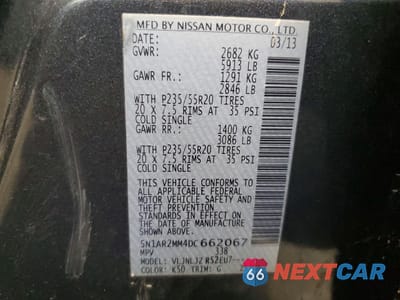 MFD BY NISSAN MOTOR CO., LTD.
DATE: 03/13
GVWR: 2682 KG
5913 LB
GAWR FR.: 1291 KG
2846 LB
WITH P235/55R20 TIRES
20 X 7.5 RIMS AT 35 PSI
COLD SINGLE
GAWR RR.: 1400 KG
3086 LB
WITH P235/55R20 TIRES
20 X 7.5 RIMS AT 35 PSI
COLD SINGLE
THIS VEHICLE CONFORMS TO
ALL APPLICABLE FEDERAL
MOTOR VEHICLE SAFETY AND
THEFT PREVENTION STANDARDS
IN EFFECT ON THE DATE OF
MANUFACTURE SHOWN ABOVE.
5N1AR2MM4DC662067
MPV 338
MODEL: VLJNLJZ R52EU7
COLOR: K50 TRIM: G
66 NEXTCAR